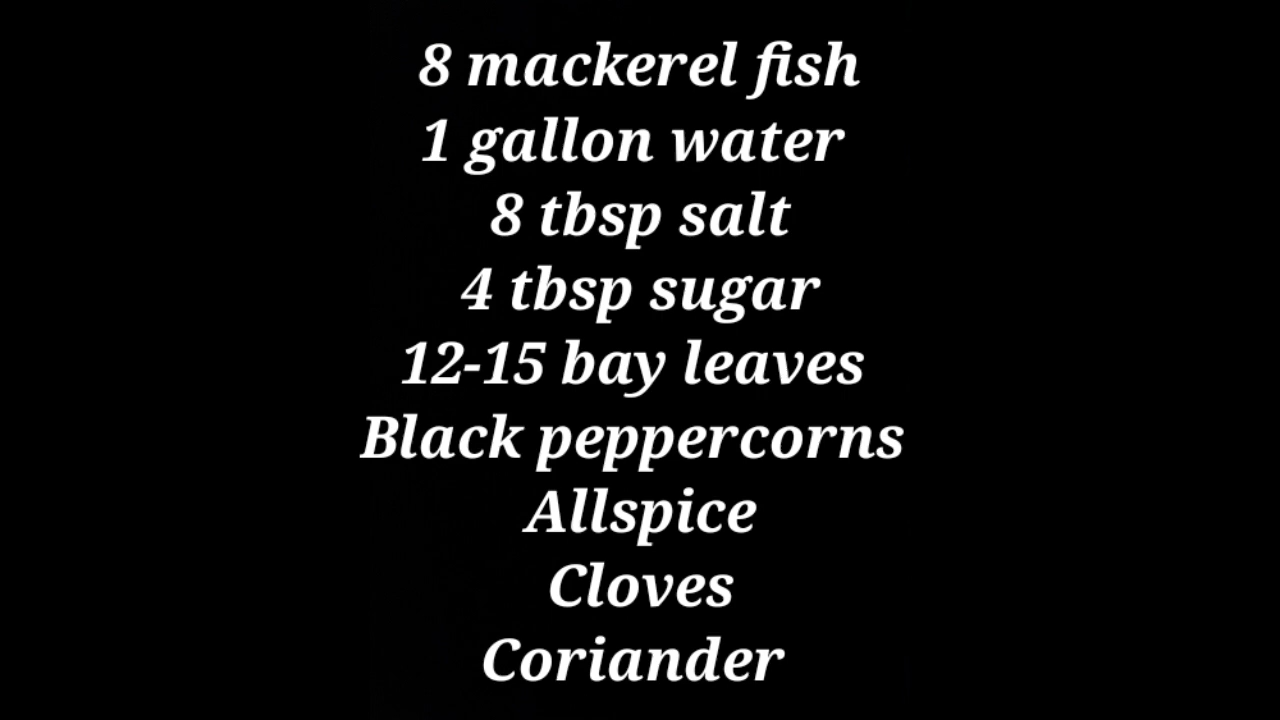 8 mackerel fish
1 gallon water
8 tbsp salt
4 tbsp sugar
12-15 bay leaves
Black peppercorns
Allspice
Cloves
Coriander